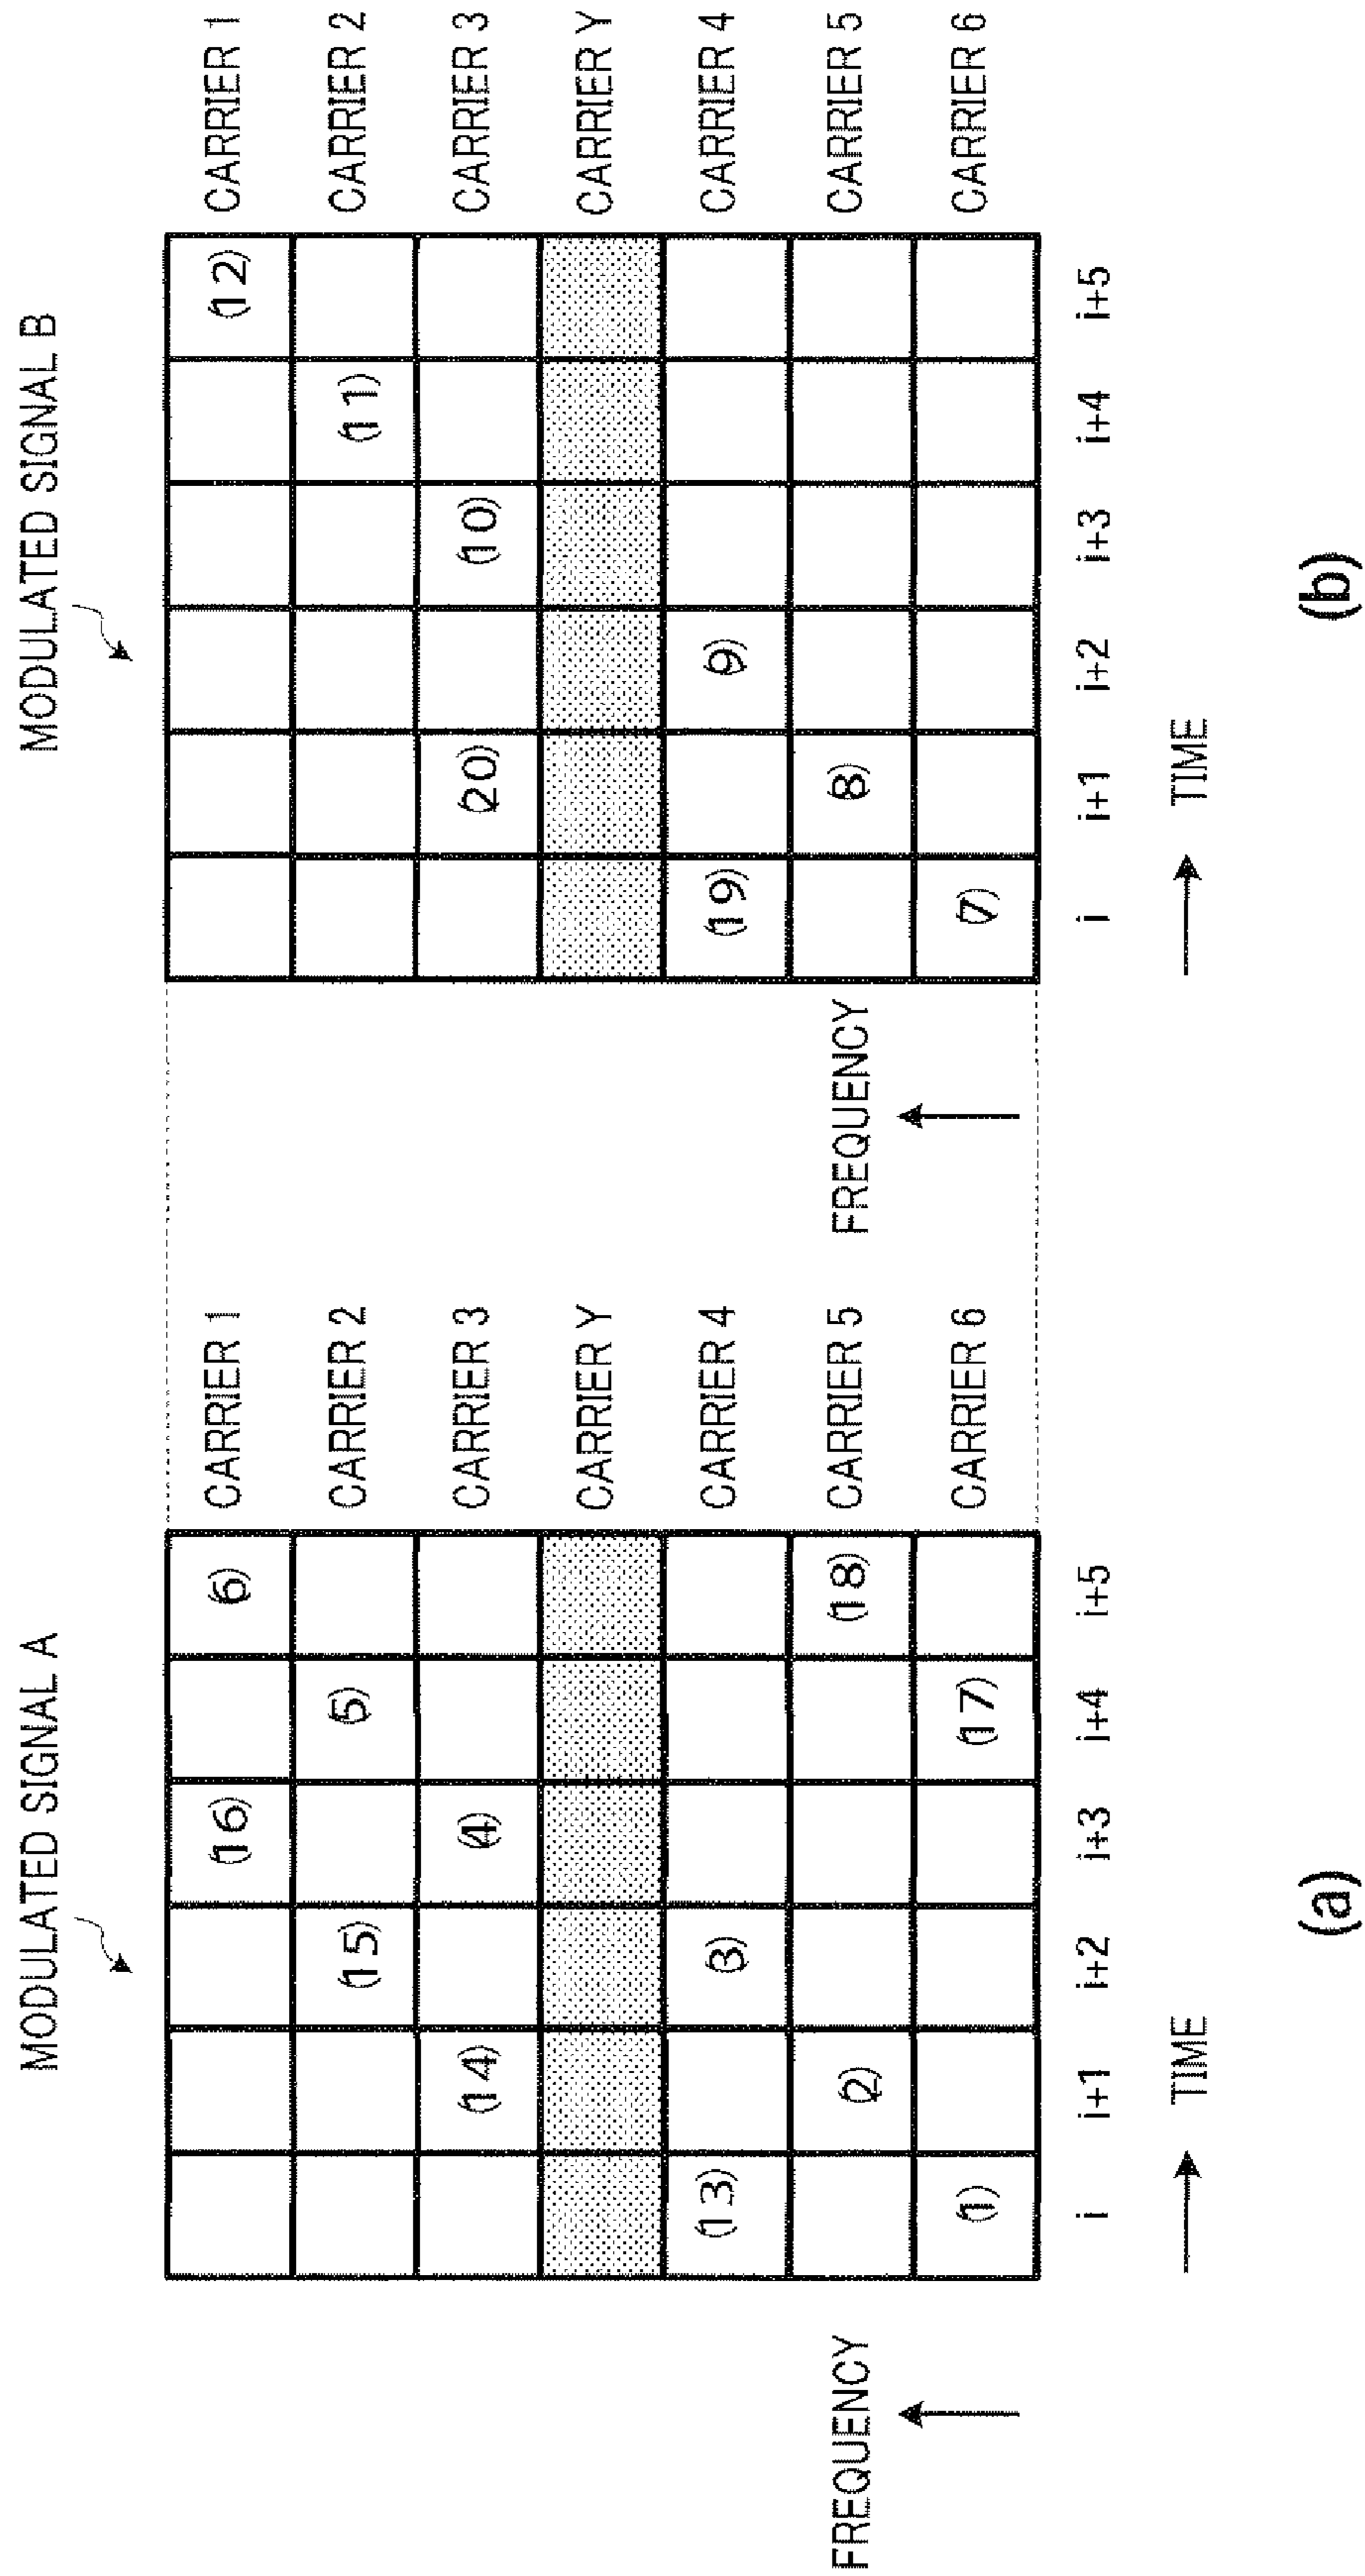 MODULATED SIGNAL A
(16) (6) CARRIER 1
(15) (5) CARRIER 2
(14) (4) CARRIER 3
CARRIER Y
(13) (3) CARRIER 4
(2) (18) CARRIER 5
(1) (17) CARRIER 6
i i+1 i+2 i+3 i+4 i+5
FREQUENCY
TIME
(a)
MODULATED SIGNAL B
(12) CARRIER 1
(11) CARRIER 2
(20) (10) CARRIER 3
CARRIER Y
(19) (9) CARRIER 4
(8) CARRIER 5
(7) CARRIER 6
i i+1 i+2 i+3 i+4 i+5
FREQUENCY
TIME
(b)